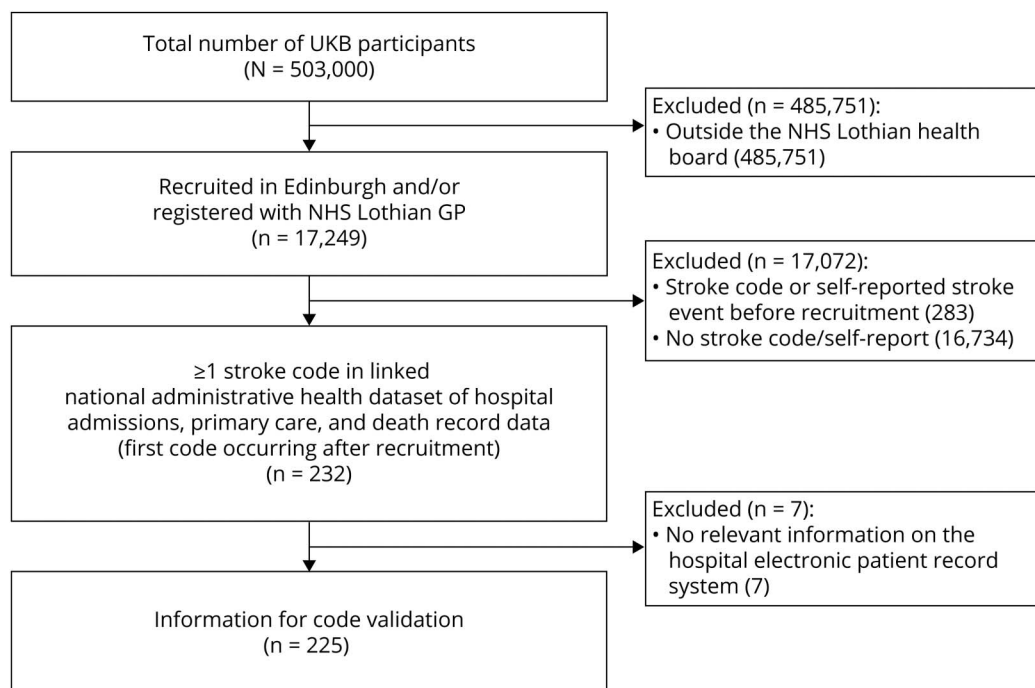 Total number of UKB participants
(N = 503,000)
Excluded (n = 485,751):
• Outside the NHS Lothian health
board (485,751)
Recruited in Edinburgh and/or
registered with NHS Lothian GP
(n = 17,249)
Excluded (n = 17,072):
• Stroke code or self-reported stroke
event before recruitment (283)
• No stroke code/self-report (16,734)
≥1 stroke code in linked
national administrative health dataset of hospital
admissions, primary care, and death record data
(first code occurring after recruitment)
(n = 232)
Excluded (n = 7):
• No relevant information on the
hospital electronic patient record
system (7)
Information for code validation
(n = 225)